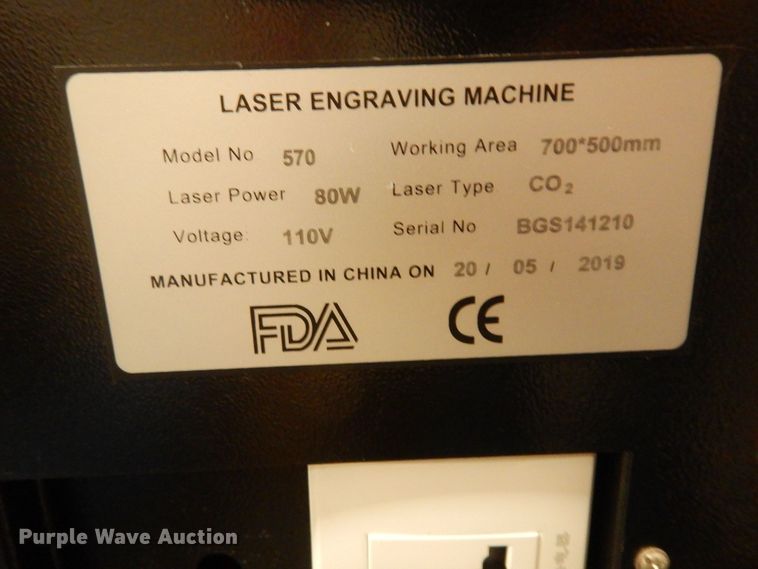 LASER ENGRAVING MACHINE
Model No 570 Working Area 700*500mm
Laser Power 80W Laser Type CO₂
Voltage 110V Serial No BGS141210
MANUFACTURED IN CHINA ON 20 / 05 / 2019
FDA CE
Purple Wave Auction